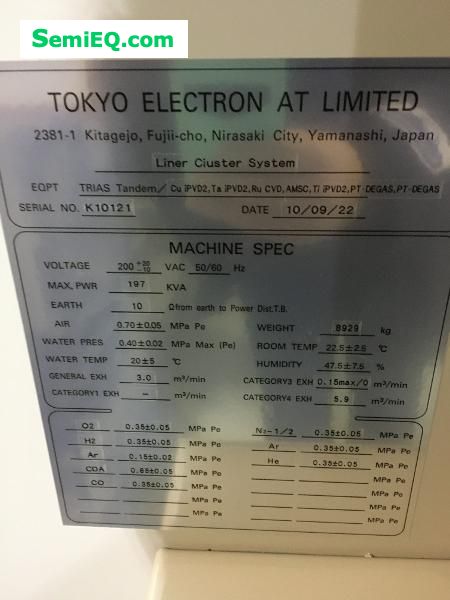 SemiEQ.com
TOKYO ELECTRON AT LIMITED
2381-1 Kitagejo, Fujii-cho, Nirasaki City, Yamanashi, Japan
Liner Cluster System
EQPT TRIAS Tandem/ Cu iPVD2, Ta iPVD2, Ru CVD, AMSC, Ti iPVD2, PT-DEGAS, PT-DEGAS
SERIAL NO. K10121 DATE 10/09/22
MACHINE SPEC
VOLTAGE 200 +20 -10 VAC 50/60 Hz
MAX, PWR 197 KVA
EARTH 10 Ω from earth to Power Dist.T.B.
AIR 0.70±0.05 MPa Pe WEIGHT 8929 kg
WATER PRES 0.40±0.02 MPa Max (Pe) ROOM TEMP 22.5±2.5 ℃
WATER TEMP 20±5 ℃ HUMIDITY 47.5±7.5 %
GENERAL EXH 3.0 m³/min CATEGORY3 EXH 0.15max/0 m³/min
CATEGORY1 EXH - m³/min CATEGORY4 EXH 5.9 m³/min
O2 0.35±0.05 MPa Pe N2-1/2 0.35±0.05 MPa Pe
H2 0.35±0.05 MPa Pe Ar 0.35±0.05 MPa Pe
Ar 0.15±0.02 MPa Pe He 0.35±0.05 MPa Pe
CDA 0.65±0.05 MPa Pe MPa Pe
CO 0.35±0.05 MPa Pe MPa Pe
MPa Pe MPa Pe
MPa Pe MPa Pe